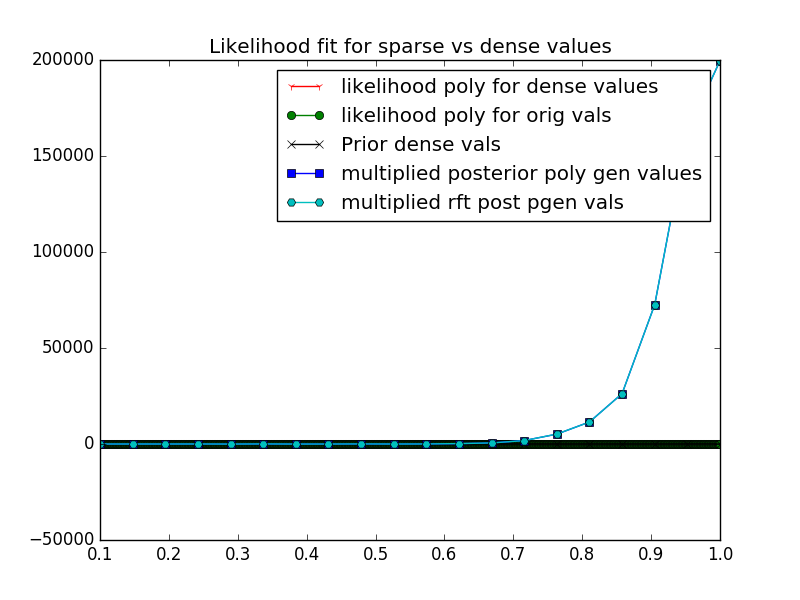 Likelihood fit for sparse vs dense values
200000
150000
100000
50000
0
−50000
likelihood poly for dense values
likelihood poly for orig vals
Prior dense vals
multiplied posterior poly gen values
multiplied rft post pgen vals
0.1 0.2 0.3 0.4 0.5 0.6 0.7 0.8 0.9 1.0